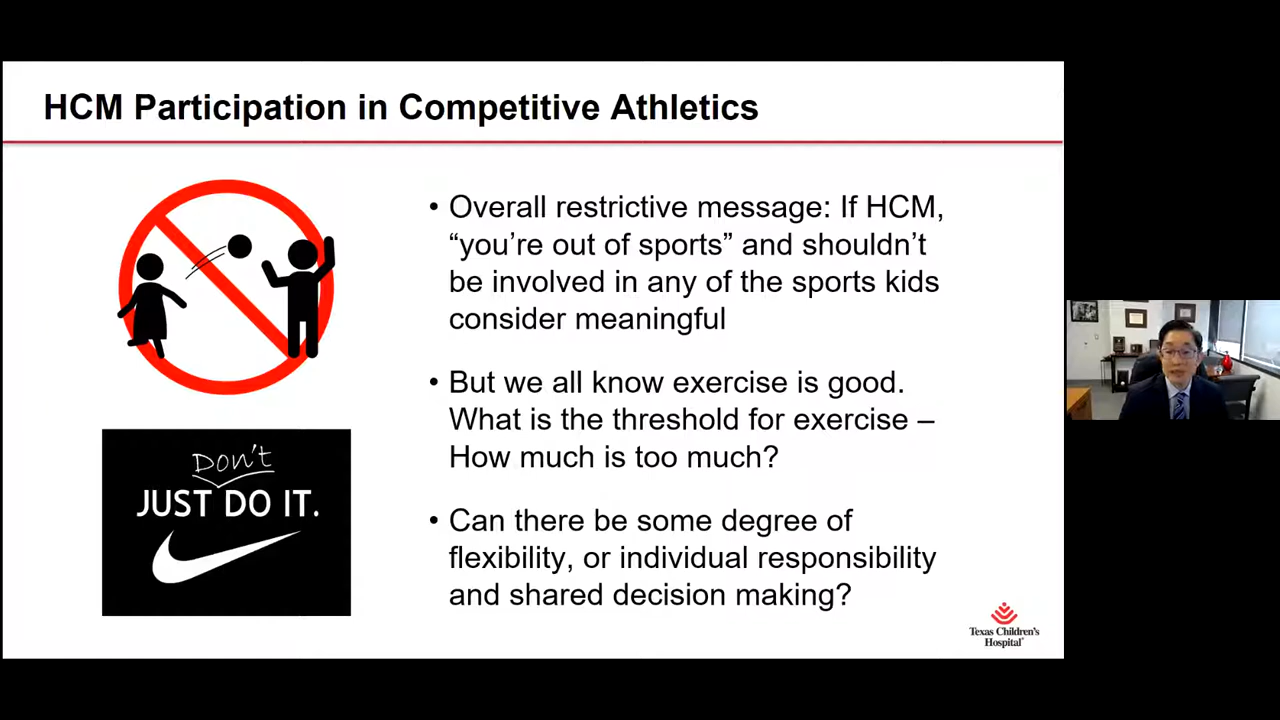 HCM Participation in Competitive Athletics
• Overall restrictive message: If HCM,
“you’re out of sports” and shouldn’t
be involved in any of the sports kids
consider meaningful
• But we all know exercise is good.
What is the threshold for exercise –
How much is too much?
• Can there be some degree of
flexibility, or individual responsibility
and shared decision making?
Don't
JUST DO IT.
Texas Children's
Hospital